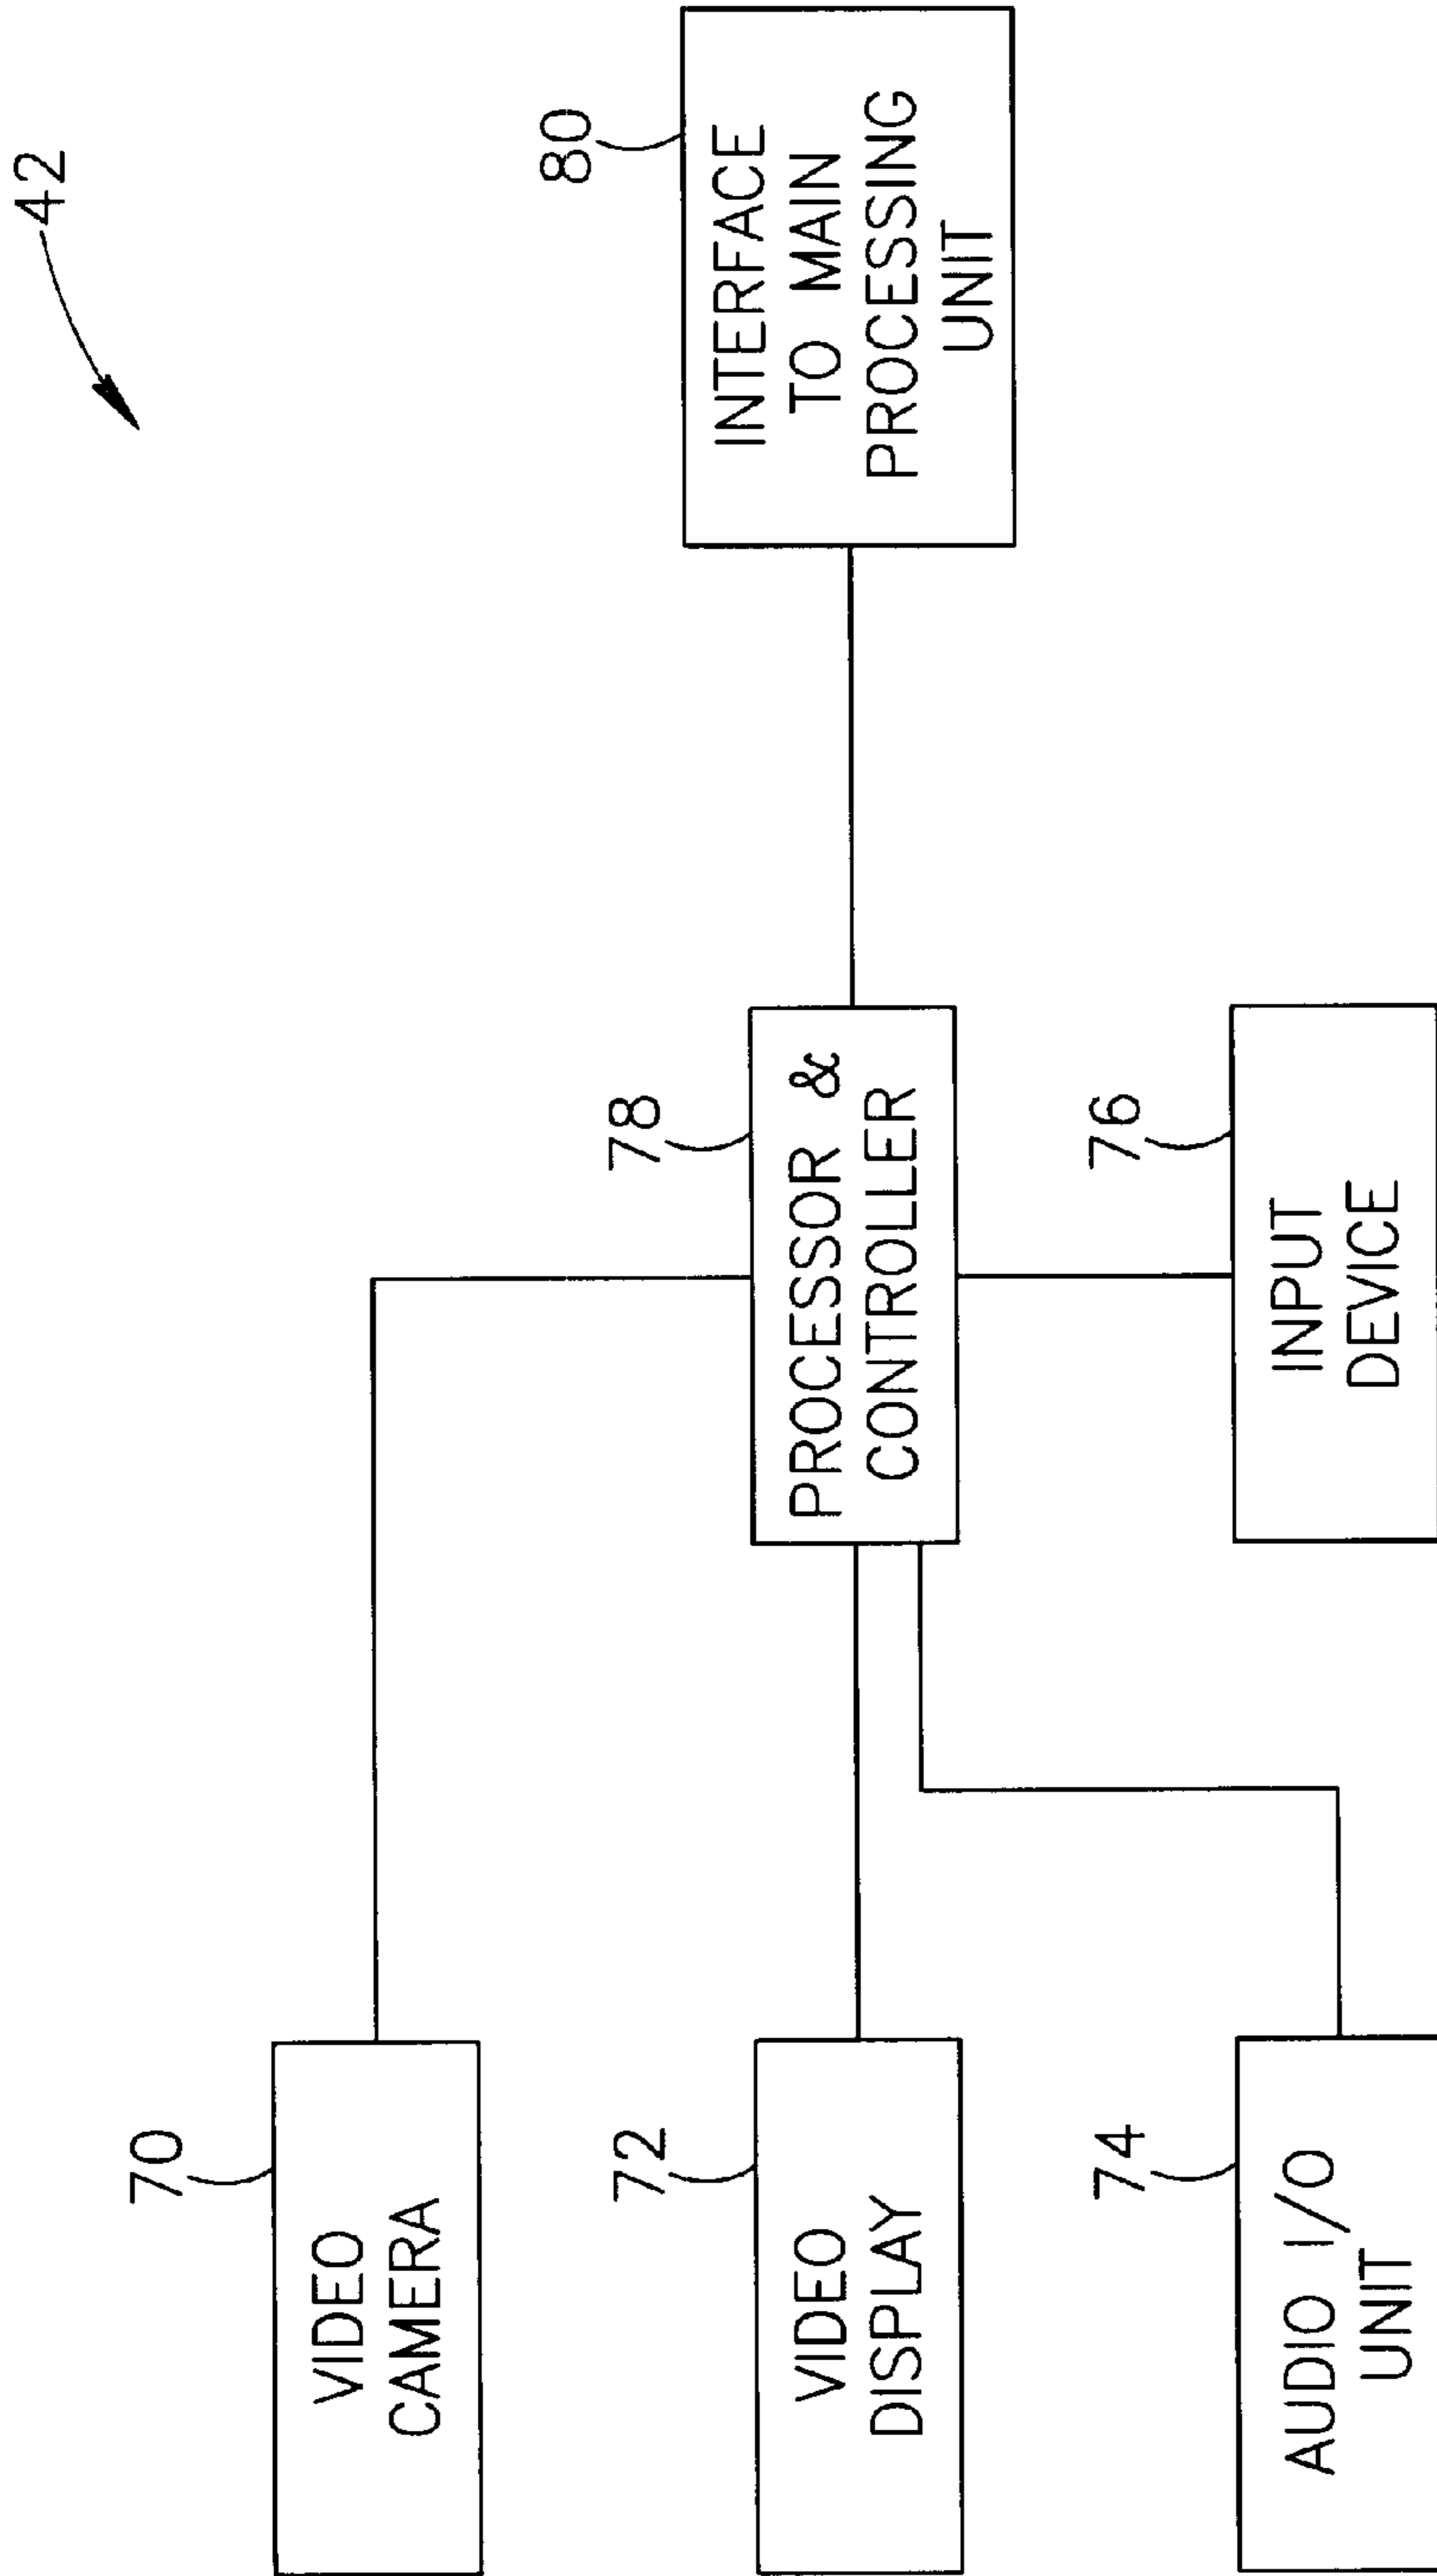 42
70
VIDEO
CAMERA
72
VIDEO
DISPLAY
74
AUDIO I/O
UNIT
78
PROCESSOR &
CONTROLLER
76
INPUT
DEVICE
80
INTERFACE
TO MAIN
PROCESSING
UNIT